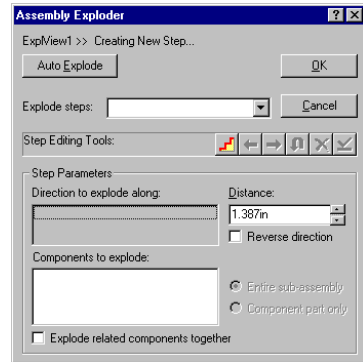 Assembly Exploder
ExplView1 >> Creating New Step...
Auto Explode
OK
Explode steps:
Cancel
Step Editing Tools:
Step Parameters
Direction to explode along:
Distance:
1.387in
Reverse direction
Components to explode:
Entire sub-assembly
Component part only
Explode related components together